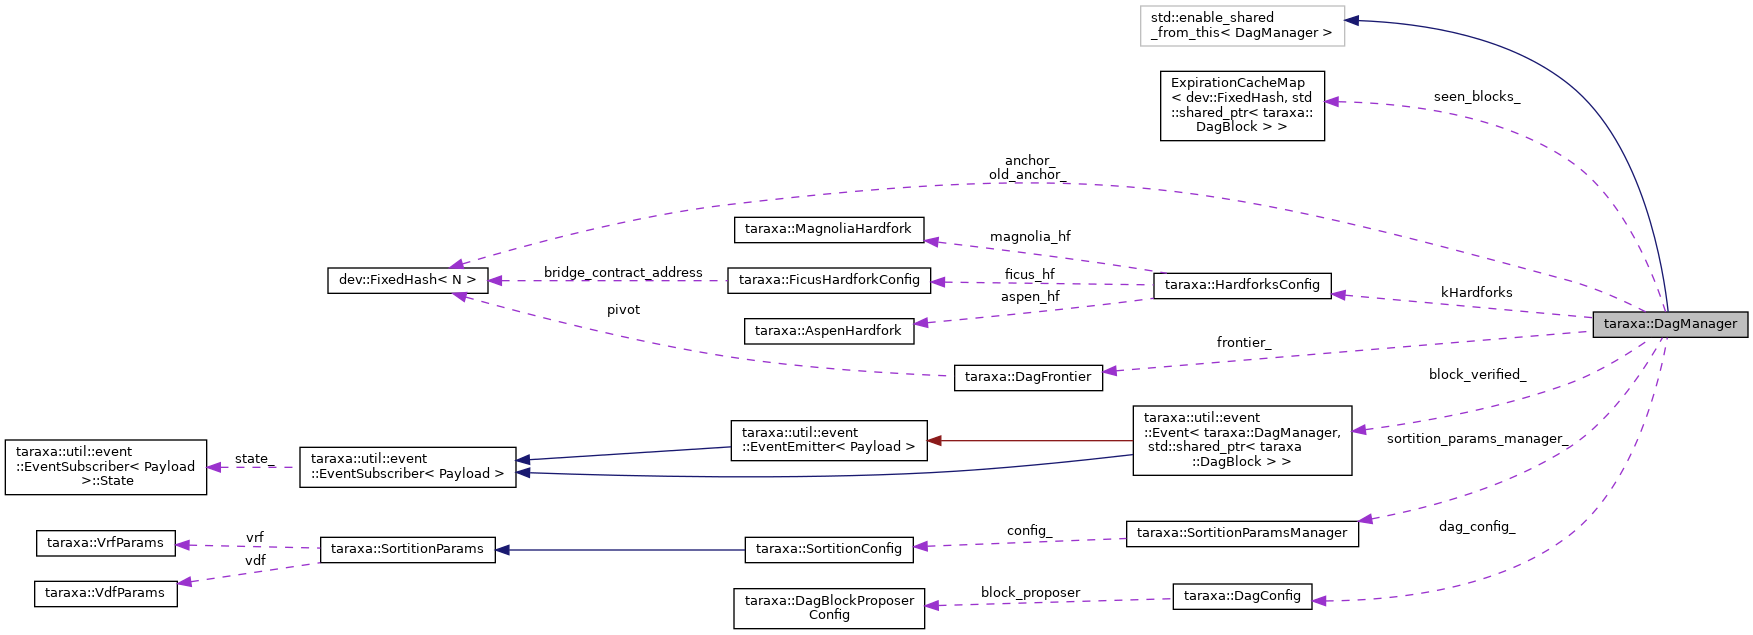 std::enable_shared
_from_this< DagManager >
ExpirationCacheMap
< dev::FixedHash, std
::shared_ptr< taraxa::
DagBlock > >
seen_blocks_
anchor_
old_anchor_
taraxa::MagnoliaHardfork
magnolia_hf
dev::FixedHash< N >
bridge_contract_address
taraxa::FicusHardforkConfig
ficus_hf
taraxa::HardforksConfig
kHardforks
aspen_hf
pivot
taraxa::AspenHardfork
taraxa::DagManager
frontier_
taraxa::DagFrontier
block_verified_
taraxa::util::event
::Event< taraxa::DagManager,
std::shared_ptr< taraxa
::DagBlock > >
taraxa::util::event
::EventEmitter< Payload >
sortition_params_manager_
taraxa::util::event
::EventSubscriber< Payload
>::State
state_
taraxa::util::event
::EventSubscriber< Payload >
taraxa::VrfParams
vrf
taraxa::SortitionParams
taraxa::SortitionConfig
config_
taraxa::SortitionParamsManager
dag_config_
vdf
taraxa::VdfParams
taraxa::DagBlockProposer
Config
block_proposer
taraxa::DagConfig